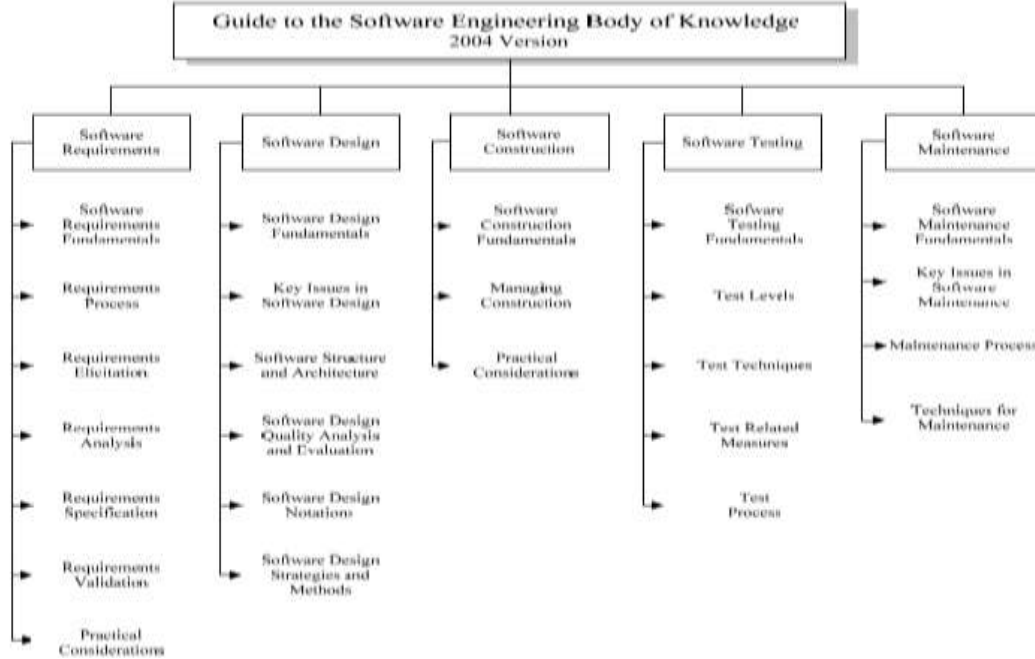 Guide to the Software Engineering Body of Knowledge
2004 Version
Software
Requirements
Software Design
Software
Construction
Software Testing
Software
Maintenance
Software
Requirements
Fundamentals
Requirements
Process
Requirements
Elicitation
Requirements
Analysis
Requirements
Specification
Requirements
Validation
Practical
Considerations
Software Design
Fundamentals
Key Issues in
Software Design
Software Structure
and Architecture
Software Design
Quality Analysis
and Evaluation
Software Design
Notations
Software Design
Strategies and
Methods
Software
Construction
Fundamentals
Managing
Construction
Practical
Considerations
Software
Testing
Fundamentals
Test Levels
Test Techniques
Test Related
Measures
Test
Process
Software
Maintenance
Fundamentals
Key Issues in
Software
Maintenance
Maintenance Process
Techniques for
Maintenance